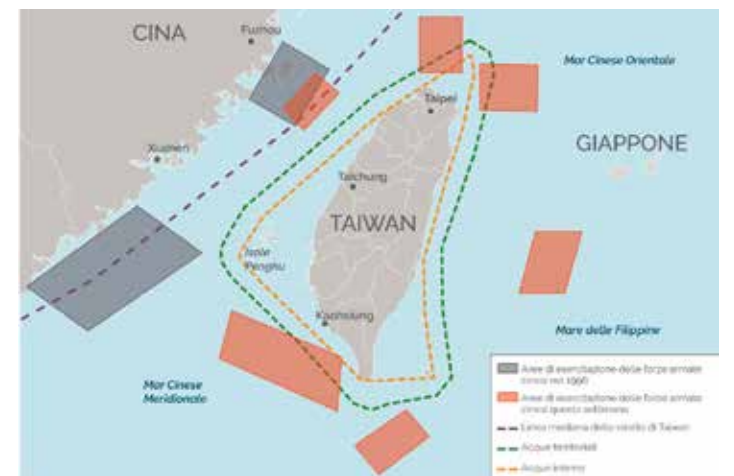 CINA
Fuzhou
Mar Cinese Orientale
Taipei
GIAPPONE
Xiamen
Taichung
TAIWAN
Isole
Penghu
Kaohsiung
Mare delle Filippine
Mar Cinese
Meridionale
Aree di esercitazione delle forze armate
cinesi nel 1996
Aree di esercitazione delle forze armate
cinesi questa settimana
Linea mediana dello stretto di Taiwan
Acque territoriali
Acque interne